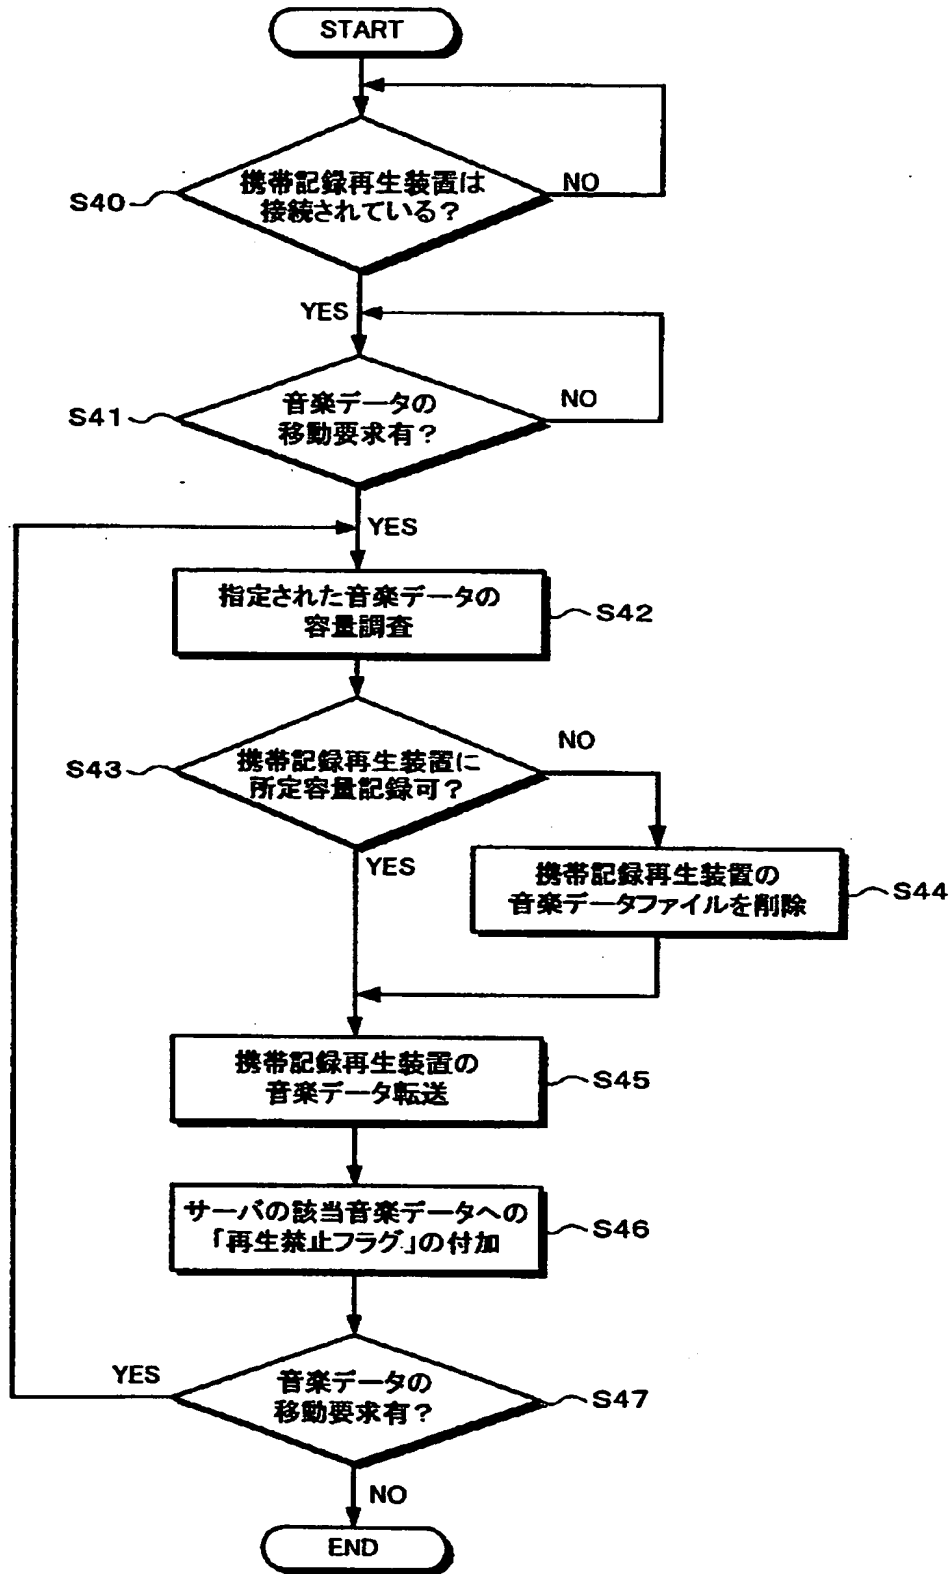 START
S40
携帯記録再生装置は
接続されている?
NO
YES
S41
音楽データの
移動要求有?
NO
YES
指定された音楽データの
容量調査
S42
S43
携帯記録再生装置に
所定容量記録可?
NO
YES
携帯記録再生装置の
音楽データファイルを削除
S44
携帯記録再生装置の
音楽データ転送
S45
サーバの該当音楽データへの
「再生禁止フラグ」の付加
S46
YES
音楽データの
移動要求有?
S47
NO
END